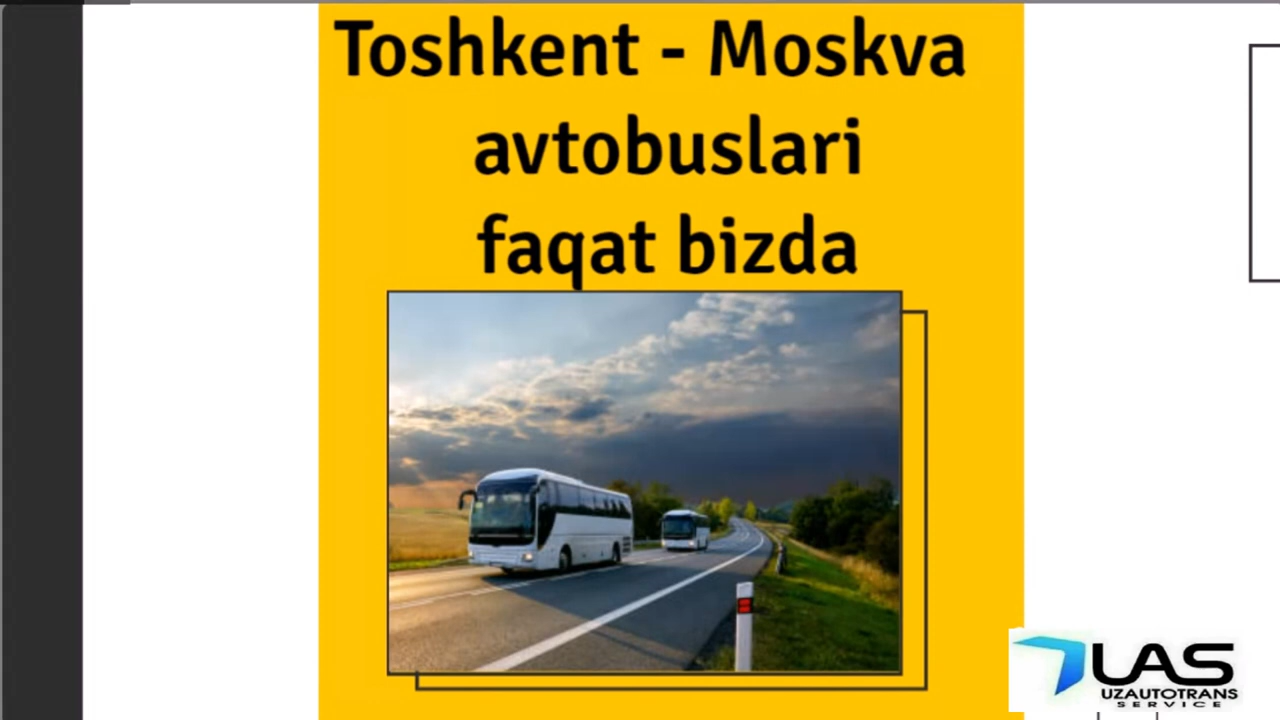 Toshkent - Moskva
avtobuslari
faqat bizda
UAS
UZAUTOTRANS
SERVICE